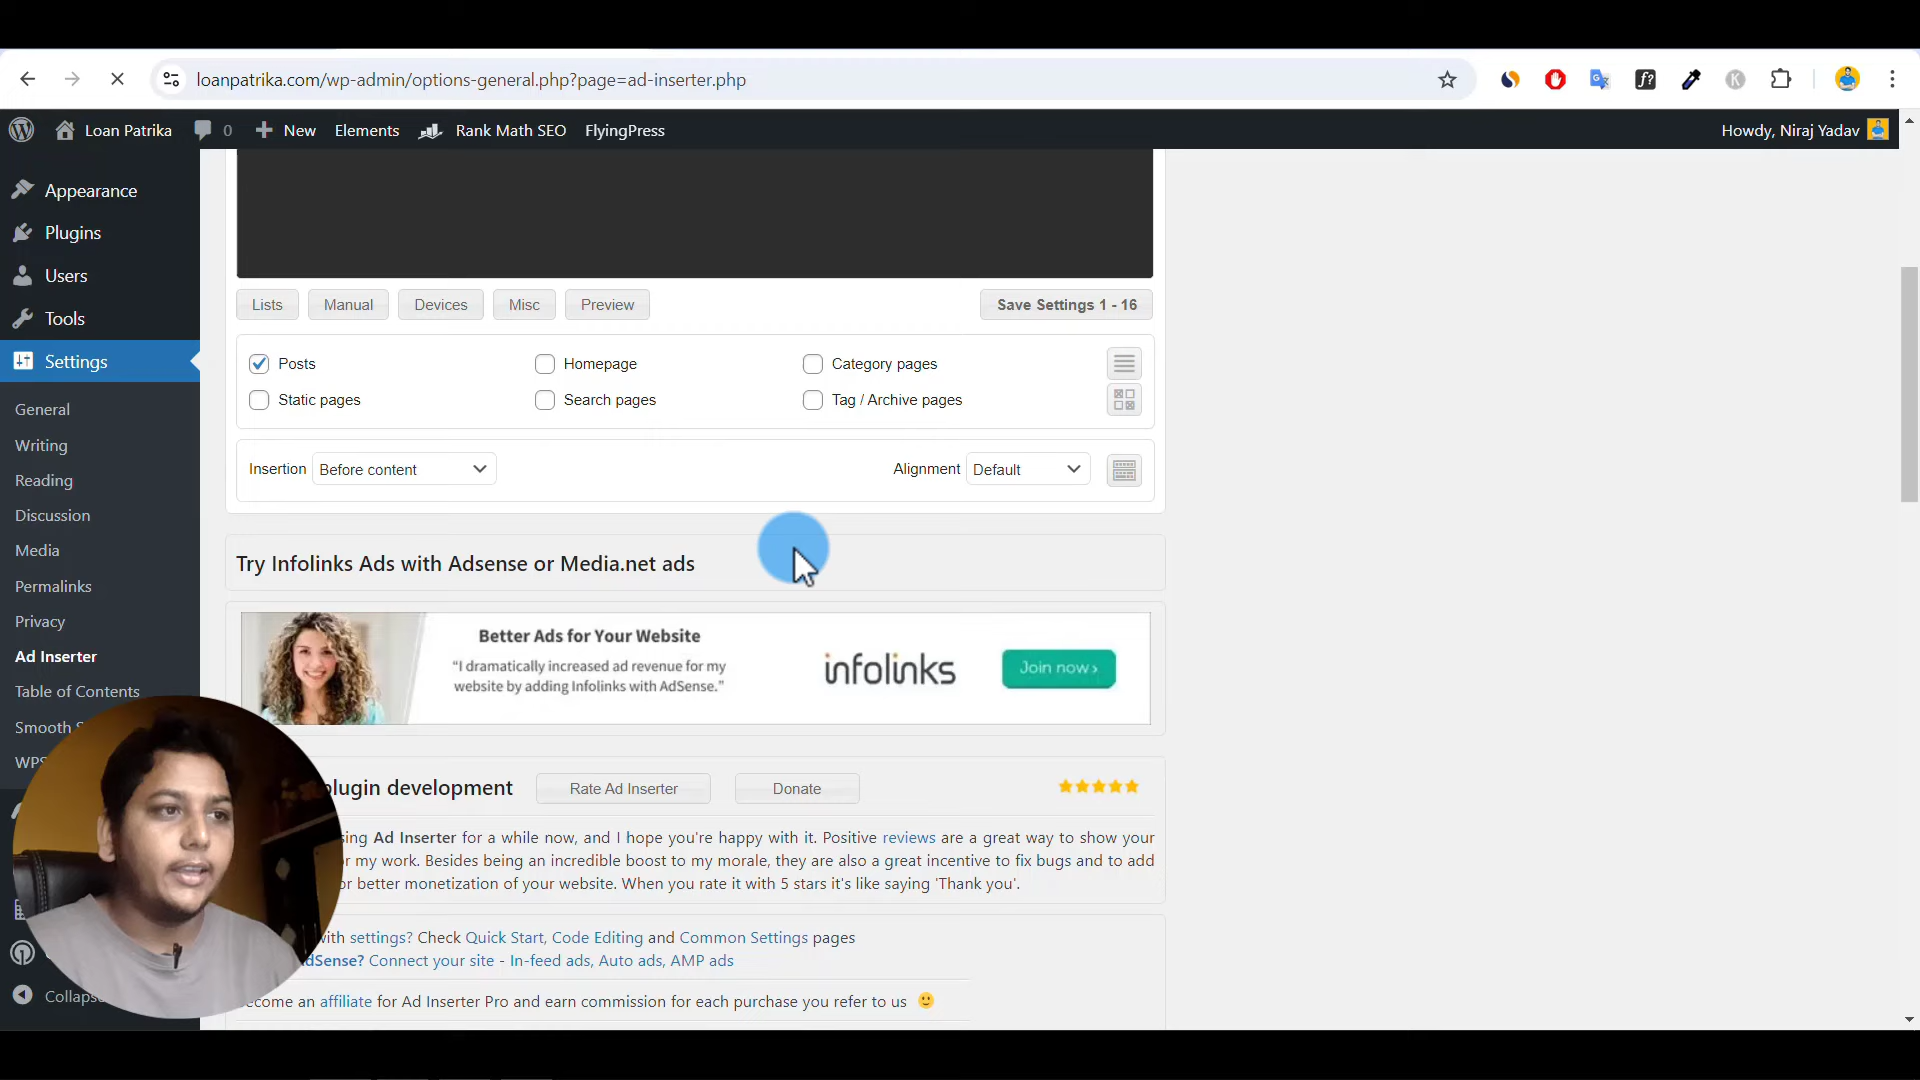 loanpatrika.com/wp-admin/options-general.php?page=ad-inserter.php
Loan Patrika 0 New Elements Rank Math SEO FlyingPress Howdy, Niraj Yadav
Appearance
Plugins
Users
Tools
Settings
General
Writing
Reading
Discussion
Media
Permalinks
Privacy
Ad Inserter
Table of Contents
Smooth
WPS
Lists Manual Devices Misc Preview Save Settings 1 - 16
Posts Homepage Category pages
Static pages Search pages Tag / Archive pages
Insertion Before content Alignment Default
Try Infolinks Ads with Adsense or Media.net ads
Better Ads for Your Website
“I dramatically increased ad revenue for my
website by adding Infolinks with AdSense.”
infolinks
Join now ›
plugin development Rate Ad Inserter Donate
for a while now, and I hope you're happy with it. Positive reviews are a great way to show your
Ad Inserter
my work. Besides being an incredible boost to my morale, they are also a great incentive to fix bugs and to add
or better monetization of your website. When you rate it with 5 stars it's like saying 'Thank you'.
with settings? Check Quick Start, Code Editing and Common Settings pages
dSense? Connect your site - In-feed ads, Auto ads, AMP ads
ecome an affiliate for Ad Inserter Pro and earn commission for each purchase you refer to us 🙂
Collaps